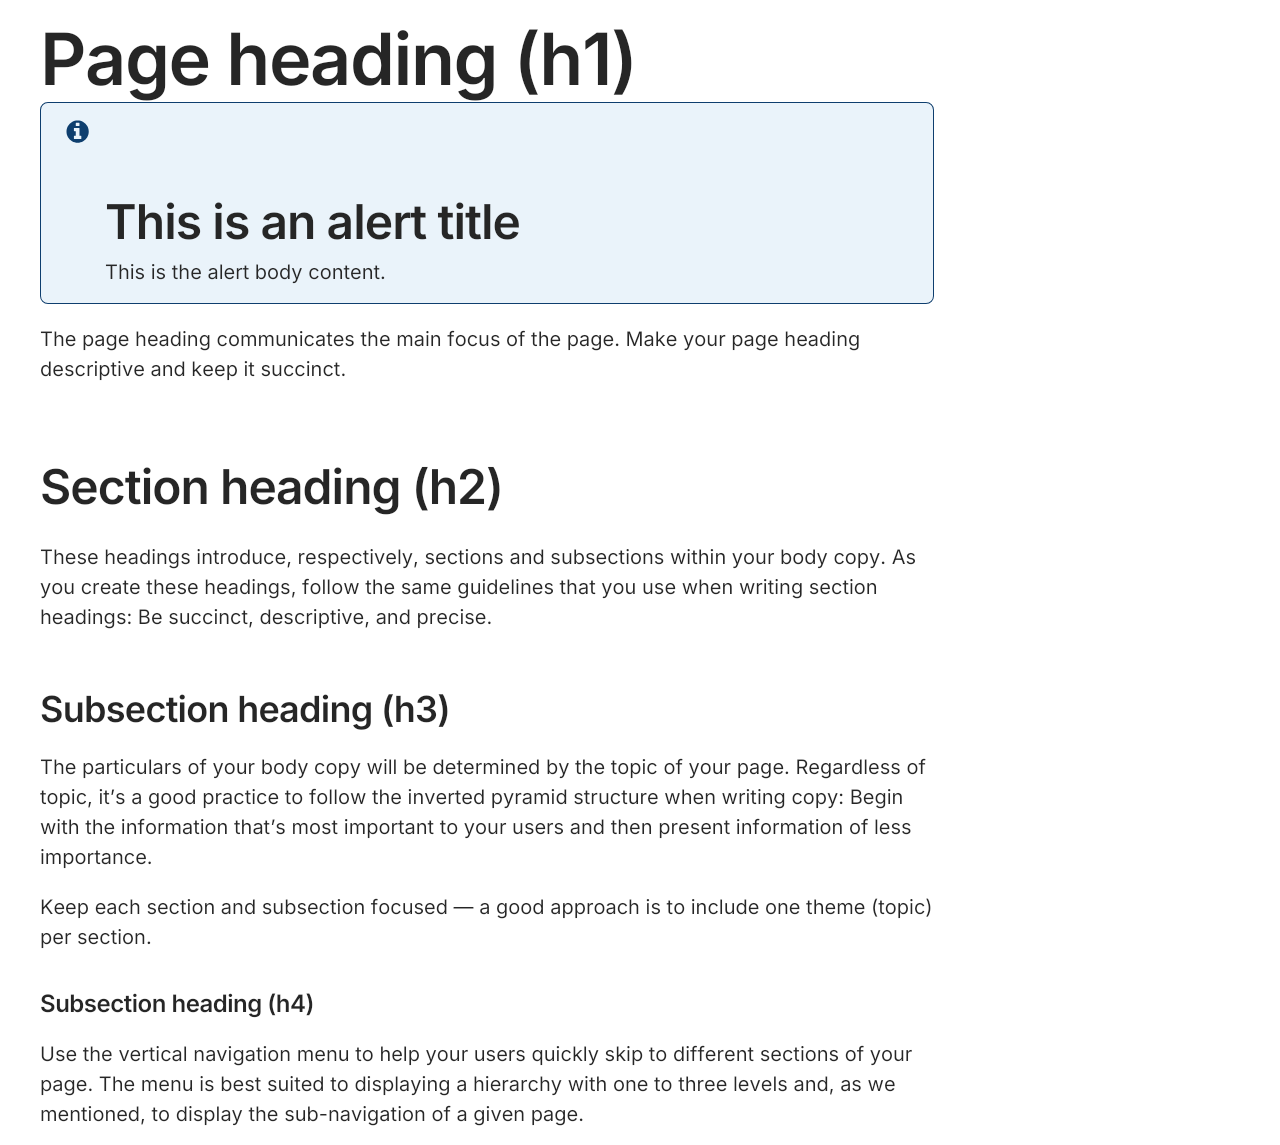 Page heading (h1)
This is an alert title
This is the alert body content.
The page heading communicates the main focus of the page. Make your page heading
descriptive and keep it succinct.
Section heading (h2)
These headings introduce, respectively, sections and subsections within your body copy. As
you create these headings, follow the same guidelines that you use when writing section
headings: Be succinct, descriptive, and precise.
Subsection heading (h3)
The particulars of your body copy will be determined by the topic of your page. Regardless of
topic, it’s a good practice to follow the inverted pyramid structure when writing copy: Begin
with the information that’s most important to your users and then present information of less
importance.
Keep each section and subsection focused — a good approach is to include one theme (topic)
per section.
Subsection heading (h4)
Use the vertical navigation menu to help your users quickly skip to different sections of your
page. The menu is best suited to displaying a hierarchy with one to three levels and, as we
mentioned, to display the sub-navigation of a given page.